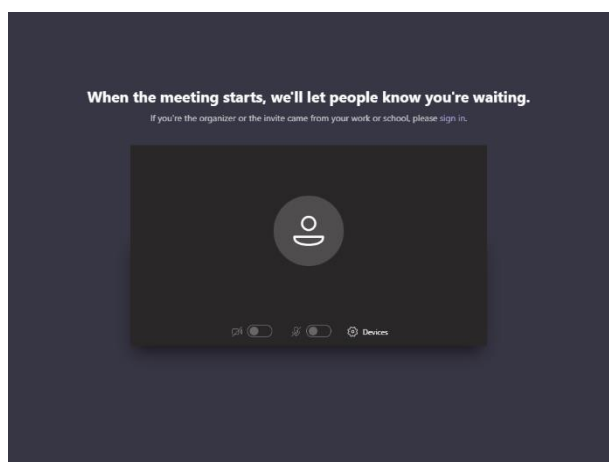 When the meeting starts, we'll let people know you're waiting.
If you're the organizer or the invite came from your work or school, please sign in.
Devices